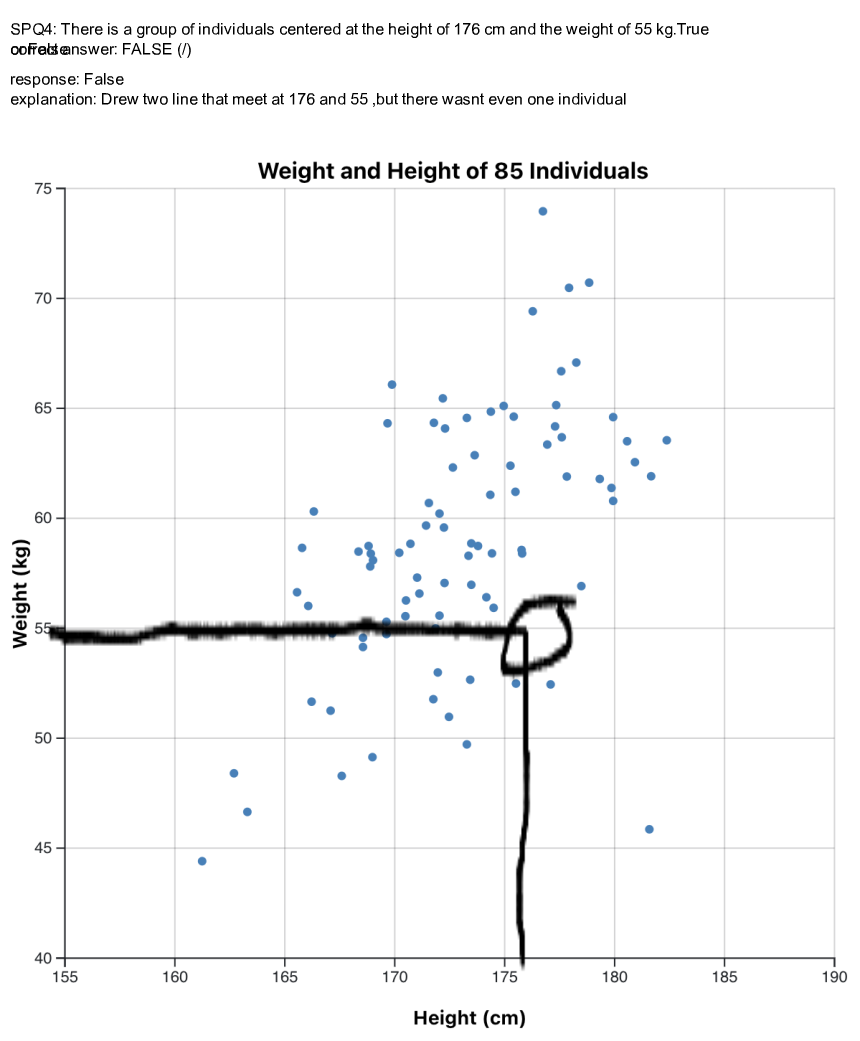 SPQ4: There is a group of individuals centered at the height of 176 cm and the weight of 55 kg.True
or False
correct answer: FALSE (/)
response: False
explanation: Drew two line that meet at 176 and 55 ,but there wasnt even one individual
Weight and Height of 85 Individuals
75
70
65
60
55
50
45
40
Weight (kg)
155 160 165 170 175 180 185 190
Height (cm)